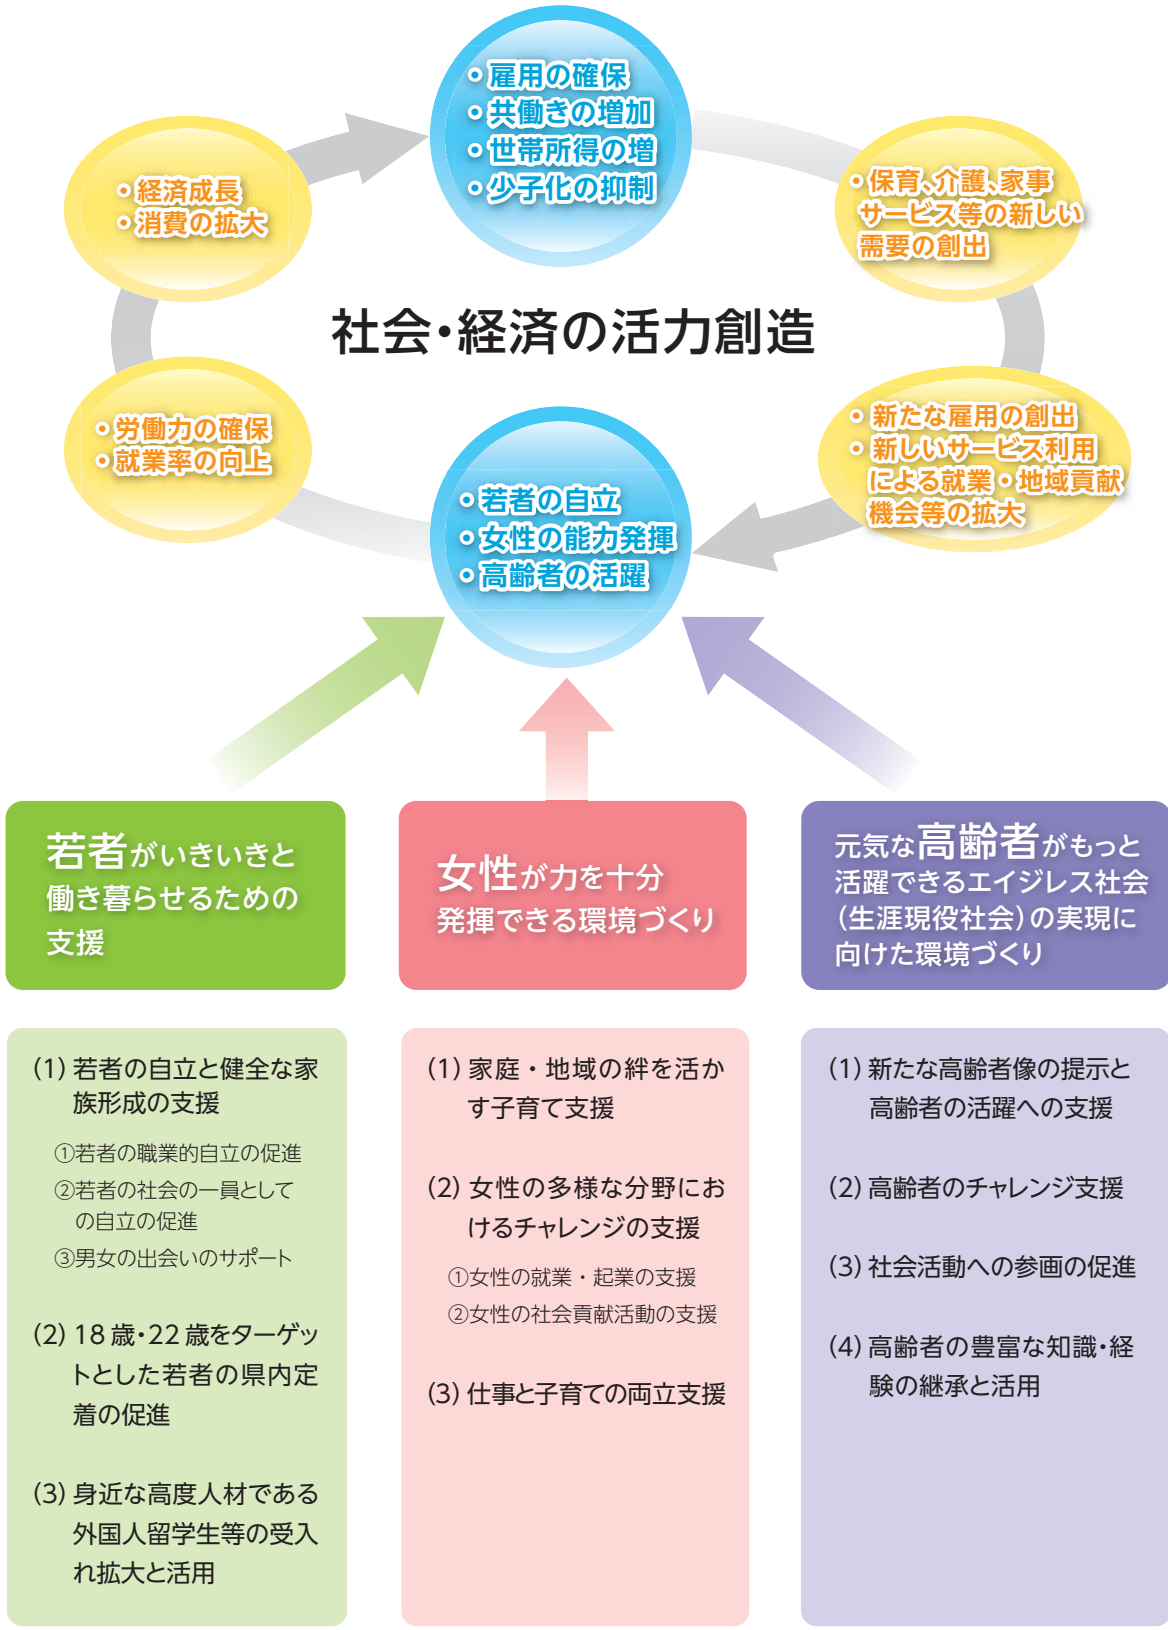 ・雇用の確保
・共働きの増加
・世帯所得の増
・少子化の抑制
・経済成長
・消費の拡大
・保育、介護、家事
サービス等の新しい
需要の創出
社会・経済の活力創造
・労働力の確保
・就業率の向上
・新たな雇用の創出
・新しいサービス利用
による就業・地域貢献
機会等の拡大
・若者の自立
・女性の能力発揮
・高齢者の活躍
若者がいきいきと
働き暮らせるための
支援
女性が力を十分
発揮できる環境づくり
元気な高齢者がもっと
活躍できるエイジレス社会
（生涯現役社会）の実現に
向けた環境づくり
（1）若者の自立と健全な家
族形成の支援
①若者の職業的自立の促進
②若者の社会の一員として
の自立の促進
③男女の出会いのサポート
（2）18歳・22歳をターゲッ
トとした若者の県内定
着の促進
（3）身近な高度人材である
外国人留学生等の受入
れ拡大と活用
（1）家庭・地域の絆を活か
す子育て支援
（2）女性の多様な分野にお
けるチャレンジの支援
①女性の就業・起業の支援
②女性の社会貢献活動の支援
（3）仕事と子育ての両立支援
（1）新たな高齢者像の提示と
高齢者の活躍への支援
（2）高齢者のチャレンジ支援
（3）社会活動への参画の促進
（4）高齢者の豊富な知識・経
験の継承と活用